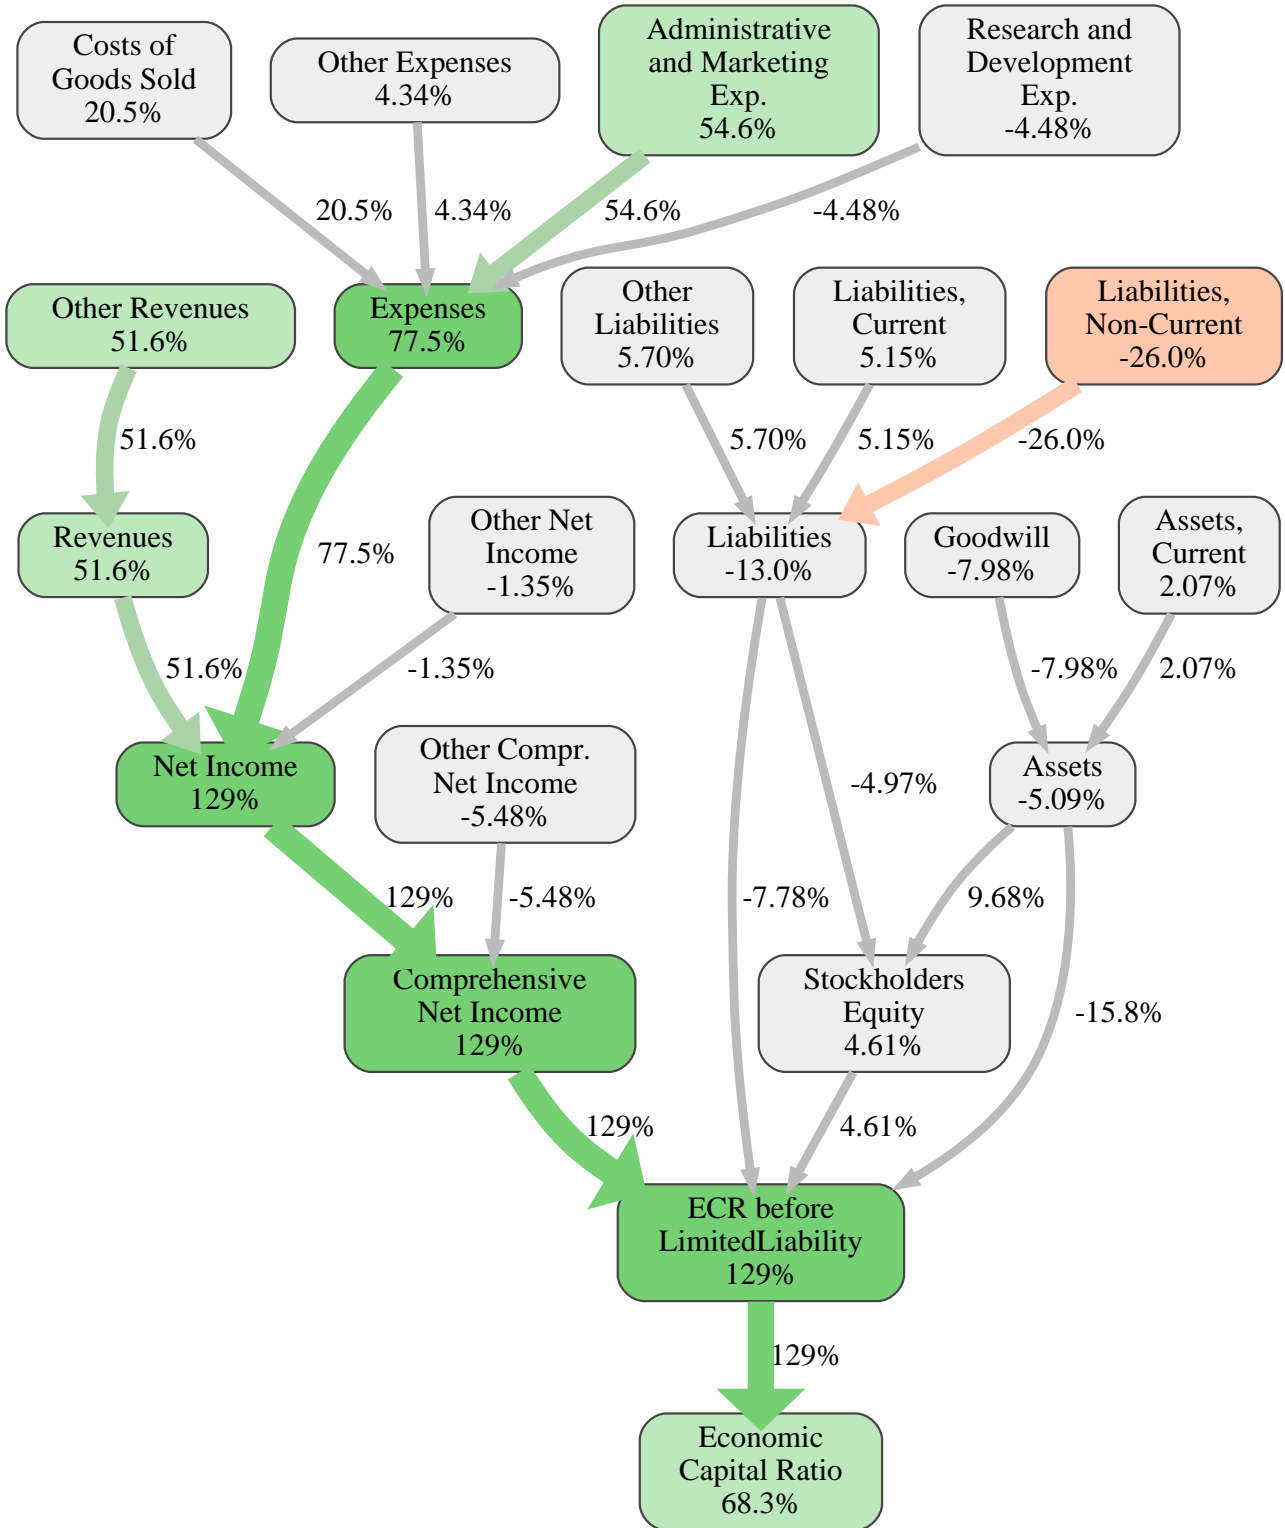 Costs of
Goods Sold
20.5%
Other Expenses
4.34%
Administrative
and Marketing
Exp.
54.6%
Research and
Development
Exp.
-4.48%
20.5%
4.34%
54.6%
-4.48%
Other Revenues
51.6%
Expenses
77.5%
Other
Liabilities
5.70%
Liabilities,
Current
5.15%
Liabilities,
Non-Current
-26.0%
51.6%
5.70%
5.15%
-26.0%
Revenues
51.6%
77.5%
Other Net
Income
-1.35%
Liabilities
-13.0%
Goodwill
-7.98%
Assets,
Current
2.07%
51.6%
-1.35%
-7.98%
2.07%
Net Income
129%
Other Compr.
Net Income
-5.48%
-4.97%
Assets
-5.09%
129%
-5.48%
-7.78%
9.68%
Comprehensive
Net Income
129%
Stockholders
Equity
4.61%
-15.8%
129%
4.61%
ECR before
LimitedLiability
129%
129%
Economic
Capital Ratio
68.3%